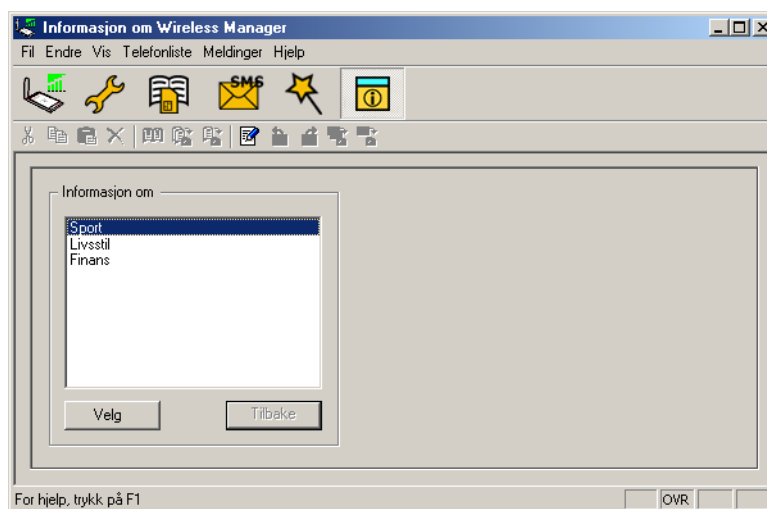 Informasjon om Wireless Manager
Fil Endre Vis Telefonliste Meldinger Hjelp
SMS
Informasjon om
Sport
Livsstil
Finans
Velg Tilbake
For hjelp, trykk på F1 OVR